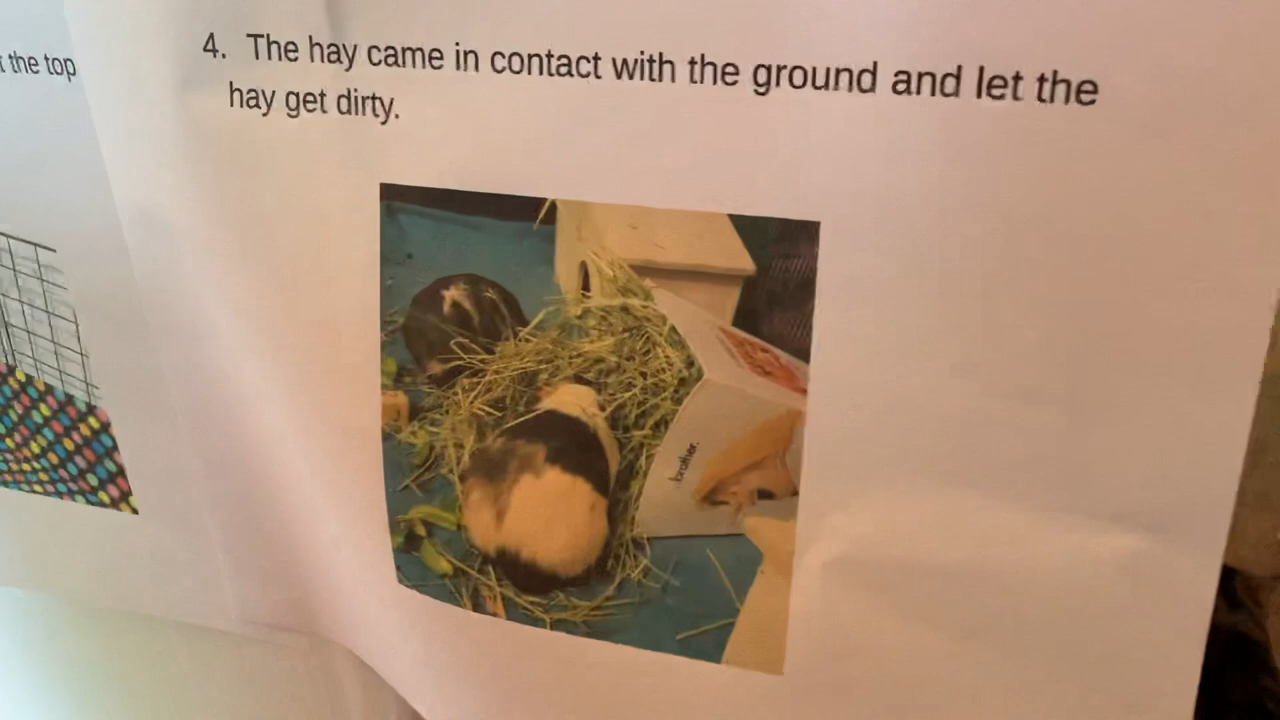 the top
4. The hay came in contact with the ground and let the
hay get dirty.
brother.